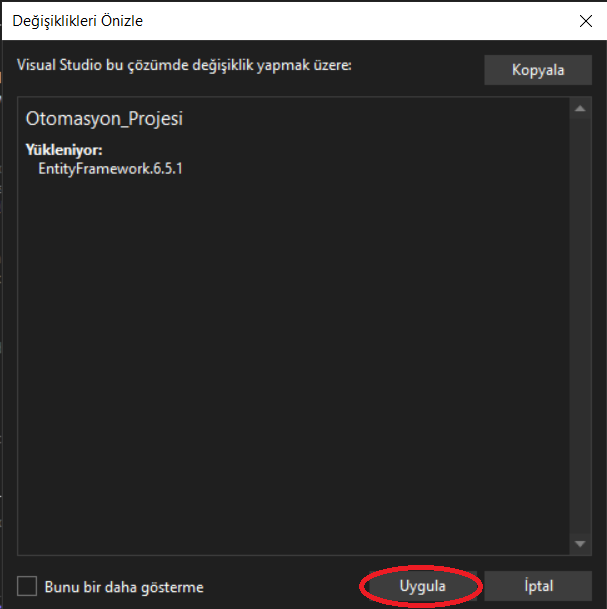 Değişiklikleri Önizle
Visual Studio bu çözümde değişiklik yapmak üzere:
Kopyala
Otomasyon_Projesi
Yükleniyor:
EntityFramework.6.5.1
Bunu bir daha gösterme
Uygula
İptal